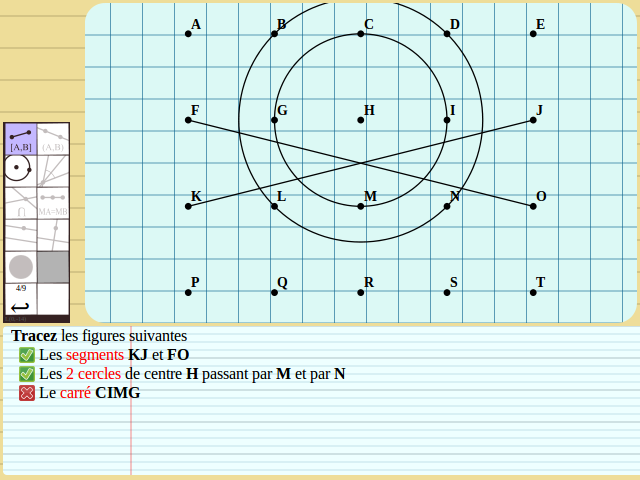 A B C D E
F G H I J
K L M N O
P Q R S T
[A,B] (A,B)
∩ MA=MB
4/9
Tracez les figures suivantes
Les segments KJ et FO
Les 2 cercles de centre H passant par M et par N
Le carré CIMG